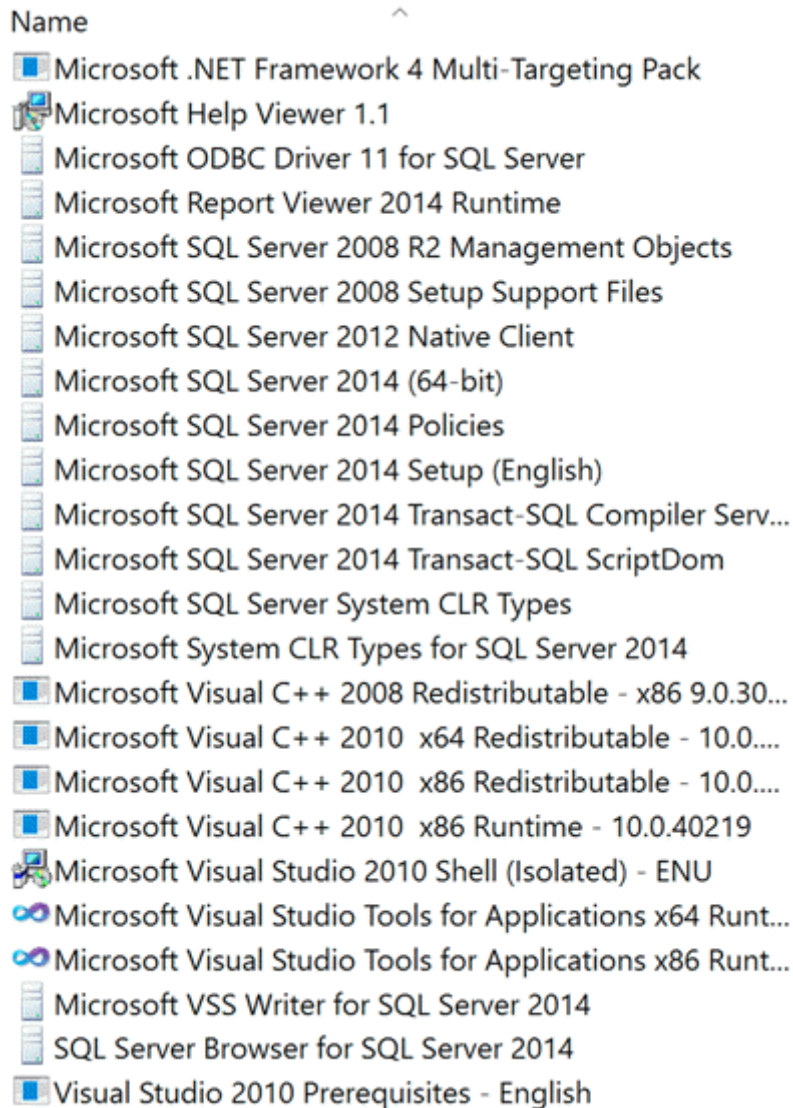 Name
Microsoft .NET Framework 4 Multi-Targeting Pack
Microsoft Help Viewer 1.1
Microsoft ODBC Driver 11 for SQL Server
Microsoft Report Viewer 2014 Runtime
Microsoft SQL Server 2008 R2 Management Objects
Microsoft SQL Server 2008 Setup Support Files
Microsoft SQL Server 2012 Native Client
Microsoft SQL Server 2014 (64-bit)
Microsoft SQL Server 2014 Policies
Microsoft SQL Server 2014 Setup (English)
Microsoft SQL Server 2014 Transact-SQL Compiler Serv...
Microsoft SQL Server 2014 Transact-SQL ScriptDom
Microsoft SQL Server System CLR Types
Microsoft System CLR Types for SQL Server 2014
Microsoft Visual C++ 2008 Redistributable - x86 9.0.30...
Microsoft Visual C++ 2010  x64 Redistributable - 10.0....
Microsoft Visual C++ 2010  x86 Redistributable - 10.0....
Microsoft Visual C++ 2010  x86 Runtime - 10.0.40219
Microsoft Visual Studio 2010 Shell (Isolated) - ENU
Microsoft Visual Studio Tools for Applications x64 Runt...
Microsoft Visual Studio Tools for Applications x86 Runt...
Microsoft VSS Writer for SQL Server 2014
SQL Server Browser for SQL Server 2014
Visual Studio 2010 Prerequisites - English